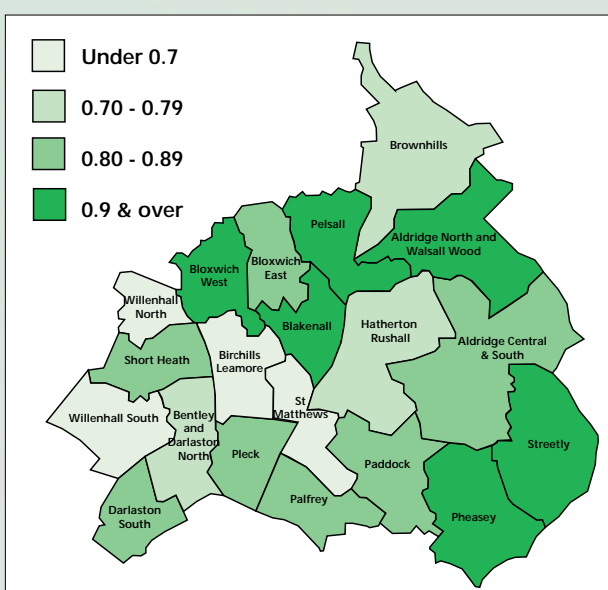 Under 0.7
0.70 - 0.79
0.80 - 0.89
0.9 & over
Brownhills
Pelsall
Aldridge North and
Walsall Wood
Bloxwich
West
Bloxwich
East
Willenhall
North
Blakenall
Hatherton
Rushall
Aldridge Central
& South
Short Heath
Birchills
Leamore
St
Matthews
Willenhall South
Bentley
and
Darlaston
North
Pleck
Paddock
Streetly
Palfrey
Darlaston
South
Pheasey